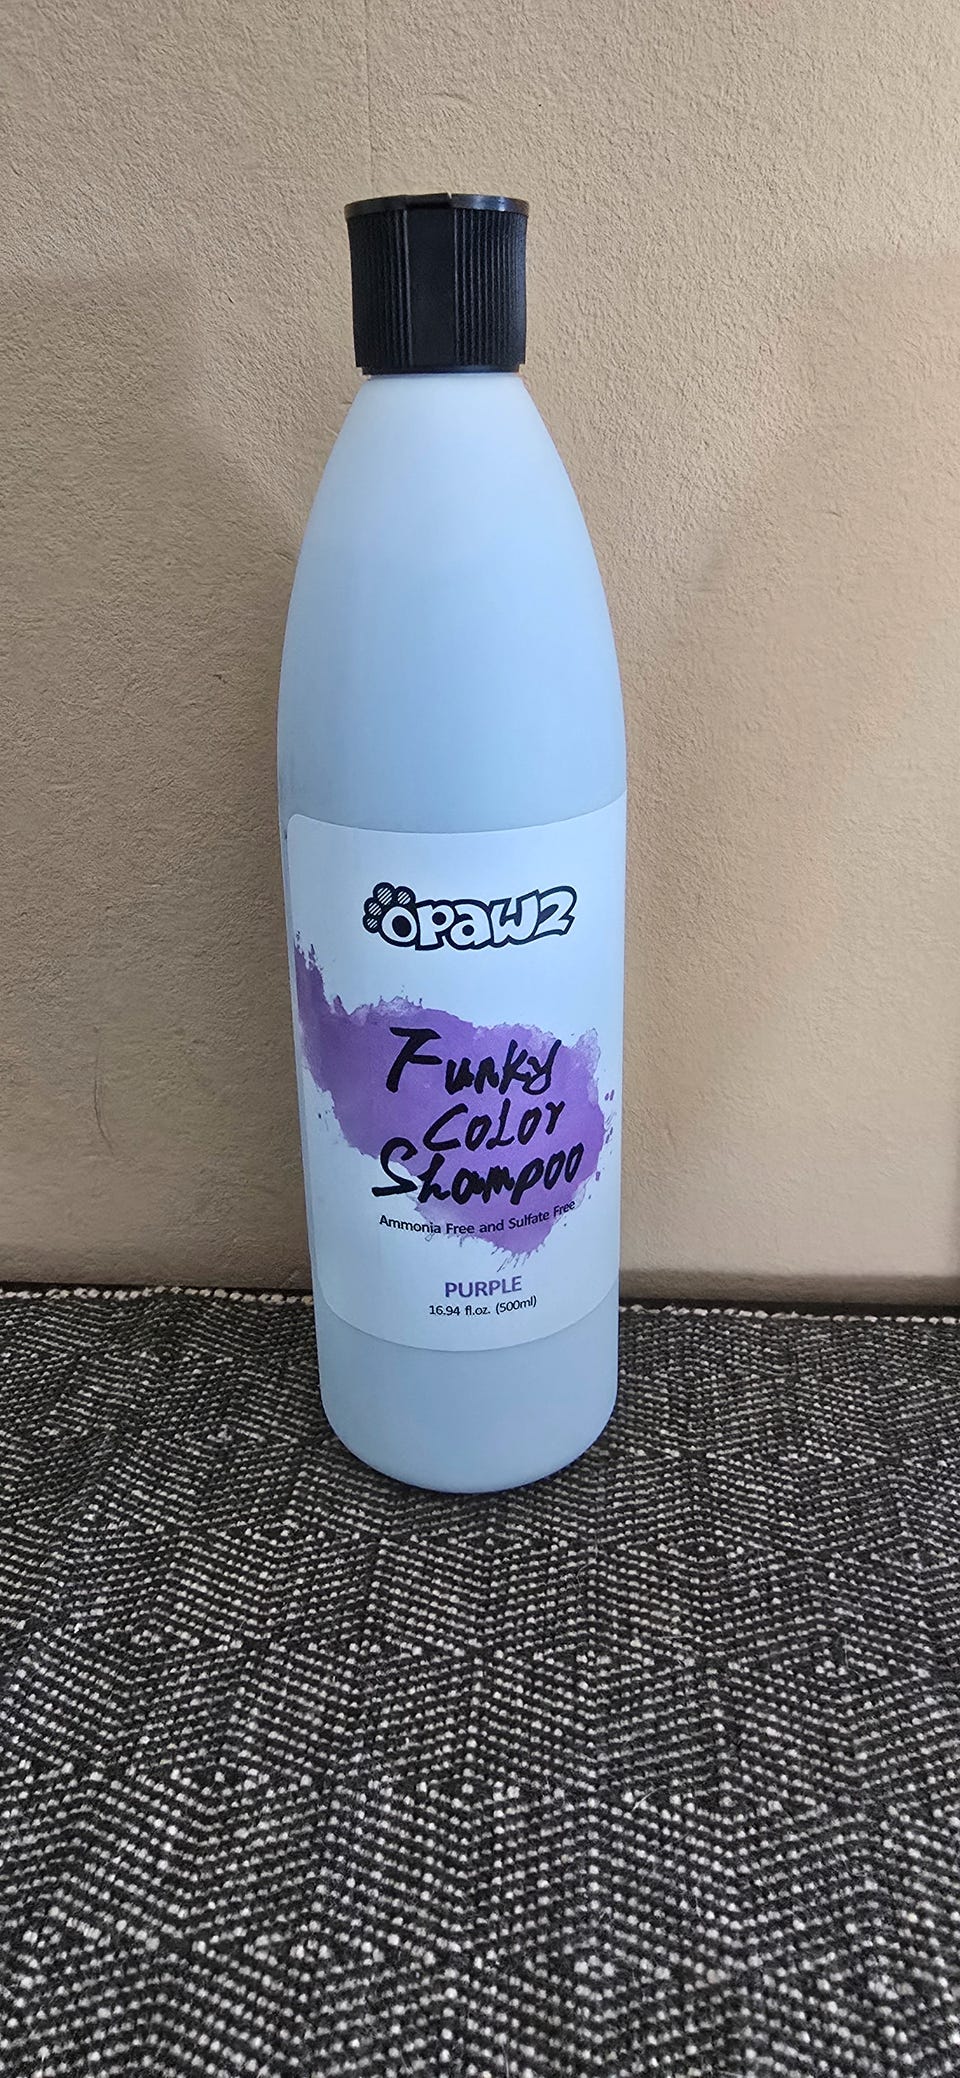 OPAWZ
Funky
Color
Shampoo
Ammonia Free and Sulfate Free
PURPLE
16.94 fl.oz. (500ml)